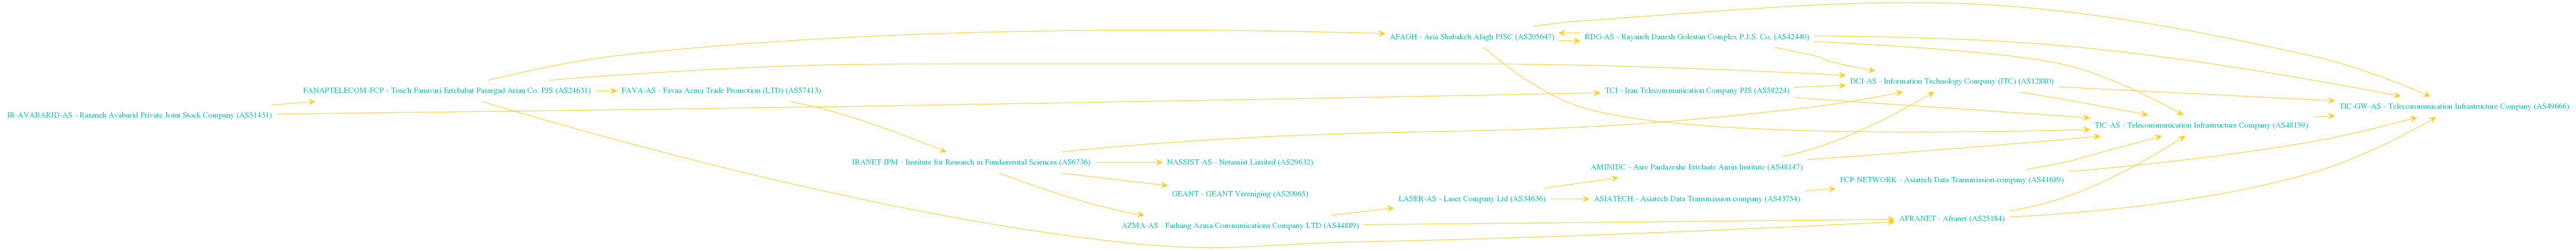 AFAGH - Aria Shabakeh Afagh PJSC (AS205647)
RDG-AS - Rayaneh Danesh Golestan Complex P.J.S. Co. (AS42440)
DCI-AS - Information Technology Company (ITC) (AS12880)
FANAPTELECOM-FCP - Tose'h Fanavari Ertebabat Pasargad Arian Co. PJS (AS24631)
FAVA-AS - Favaa Azma Trade Promotion (LTD) (AS57413)
TCI - Iran Telecommunication Company PJS (AS58224)
TIC-GW-AS - Telecommunication Infrastructure Company (AS49666)
IR-AVABARID-AS - Rasaneh Avabarid Private Joint Stock Company (AS51431)
TIC-AS - Telecommunication Infrastructure Company (AS48159)
IRANET-IPM - Institute for Research in Fundamental Sciences (AS6736)
NASSIST-AS - Netassist Limited (AS29632)
AMINIDC - Asre Pardazeshe Ettelaate Amin Institute (AS48147)
FCP-NETWORK - Asiatech Data Transmission company (AS41689)
GEANT - GEANT Vereniging (AS20965)
LASER-AS - Laser Company Ltd (AS34636)
ASIATECH - Asiatech Data Transmission company (AS43754)
AFRANET - Afranet (AS25184)
AZMA-AS - Farhang Azma Communications Company LTD (AS44889)